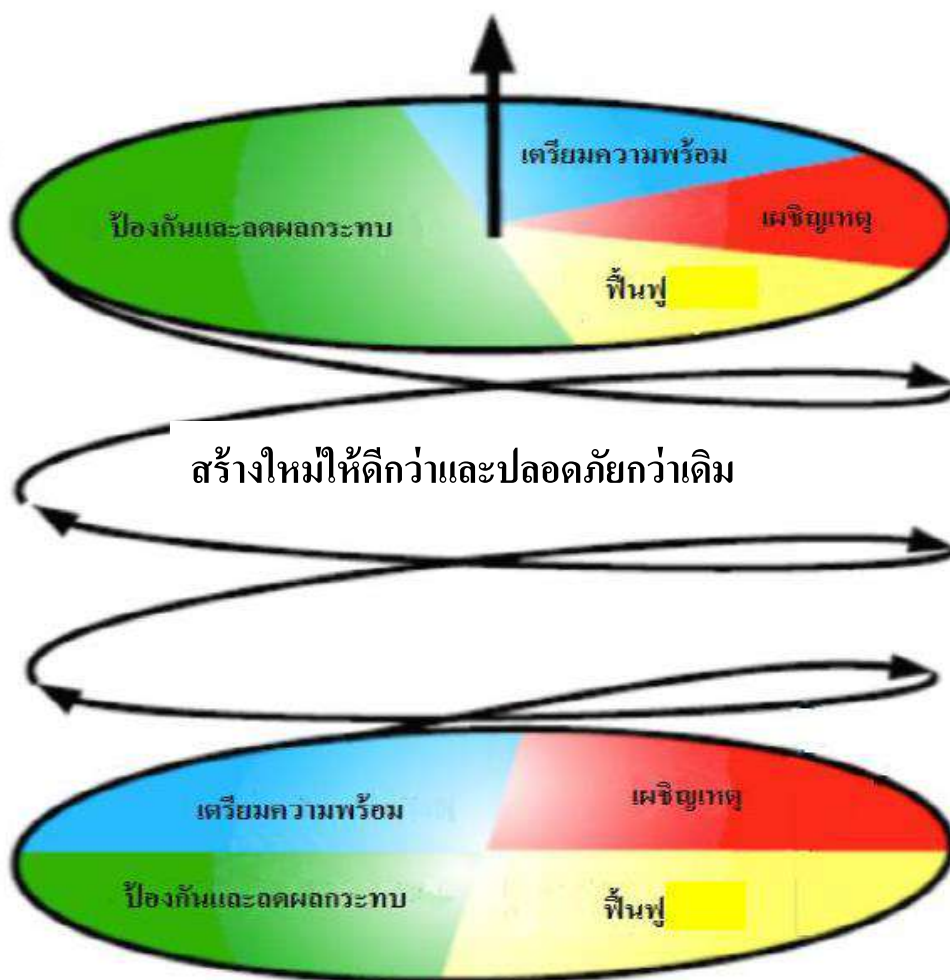 เตรียมความพร้อม
ป้องกันและลดผลกระทบ
เผชิญเหตุ
ฟื้นฟู
สร้างใหม่ให้ดีกว่าและปลอดภัยกว่าเดิม
เตรียมความพร้อม
เผชิญเหตุ
ป้องกันและลดผลกระทบ
ฟื้นฟู